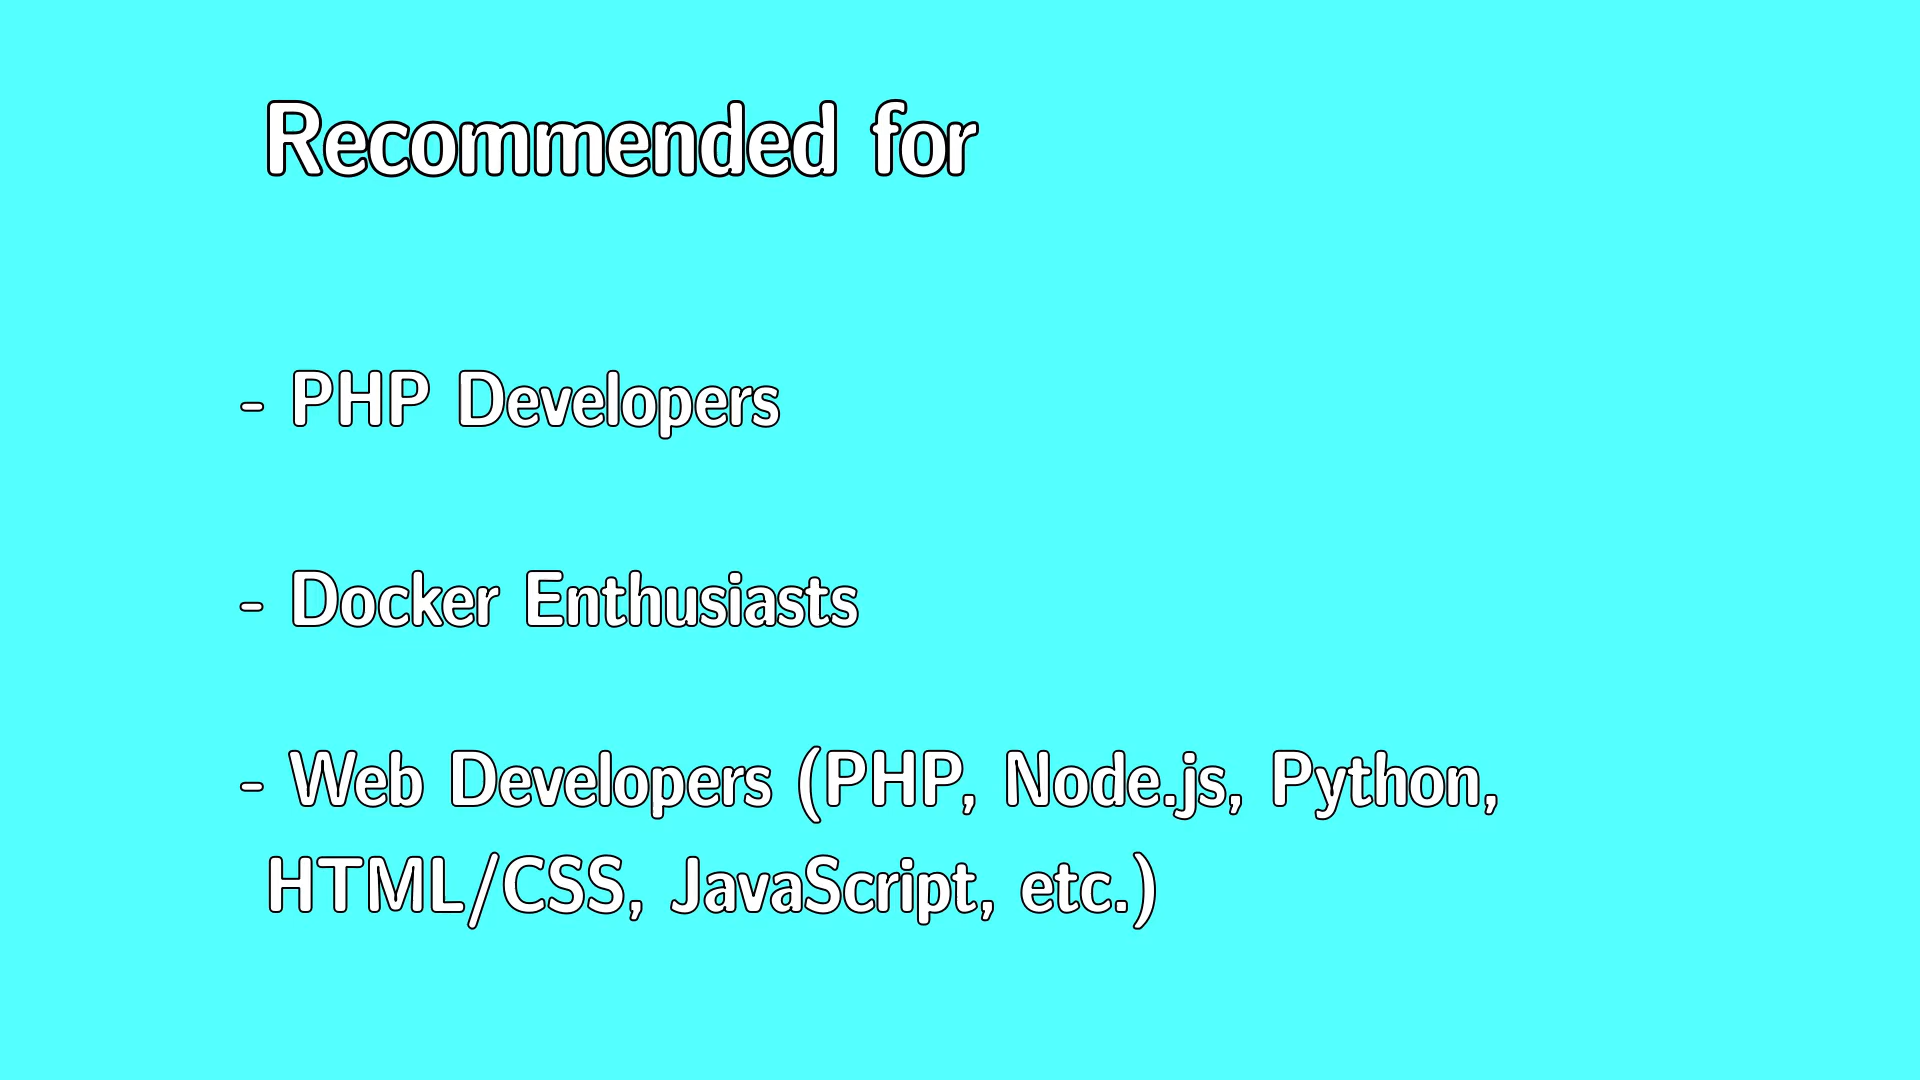 Recommended for
- PHP Developers
- Docker Enthusiasts
- Web Developers (PHP, Node.js, Python,
HTML/CSS, JavaScript, etc.)